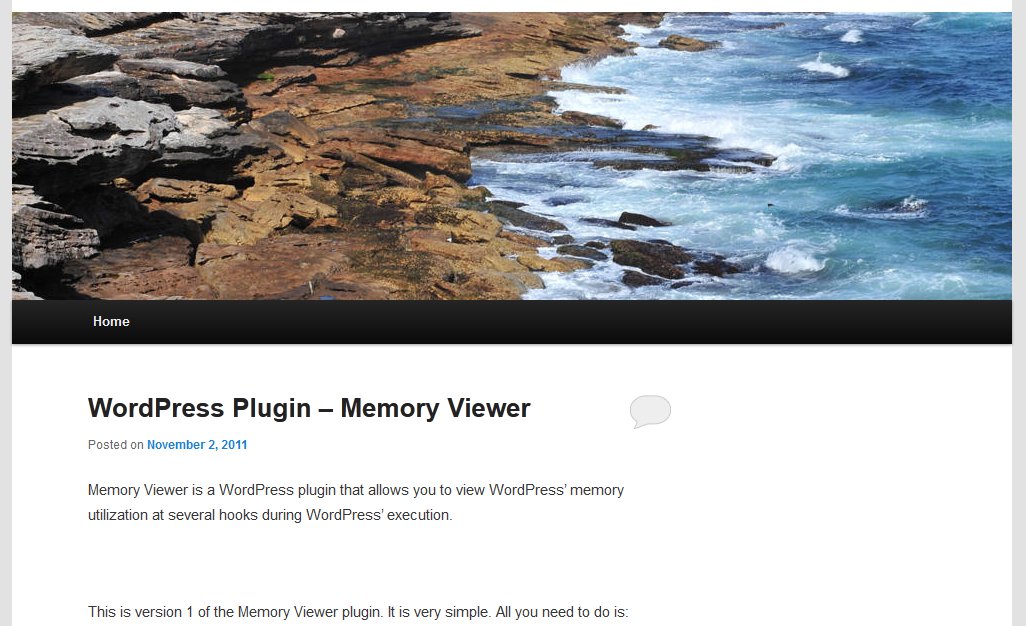 Home
WordPress Plugin – Memory Viewer
Posted on November 2, 2011
Memory Viewer is a WordPress plugin that allows you to view WordPress’ memory
utilization at several hooks during WordPress’ execution.
This is version 1 of the Memory Viewer plugin. It is very simple. All you need to do is: